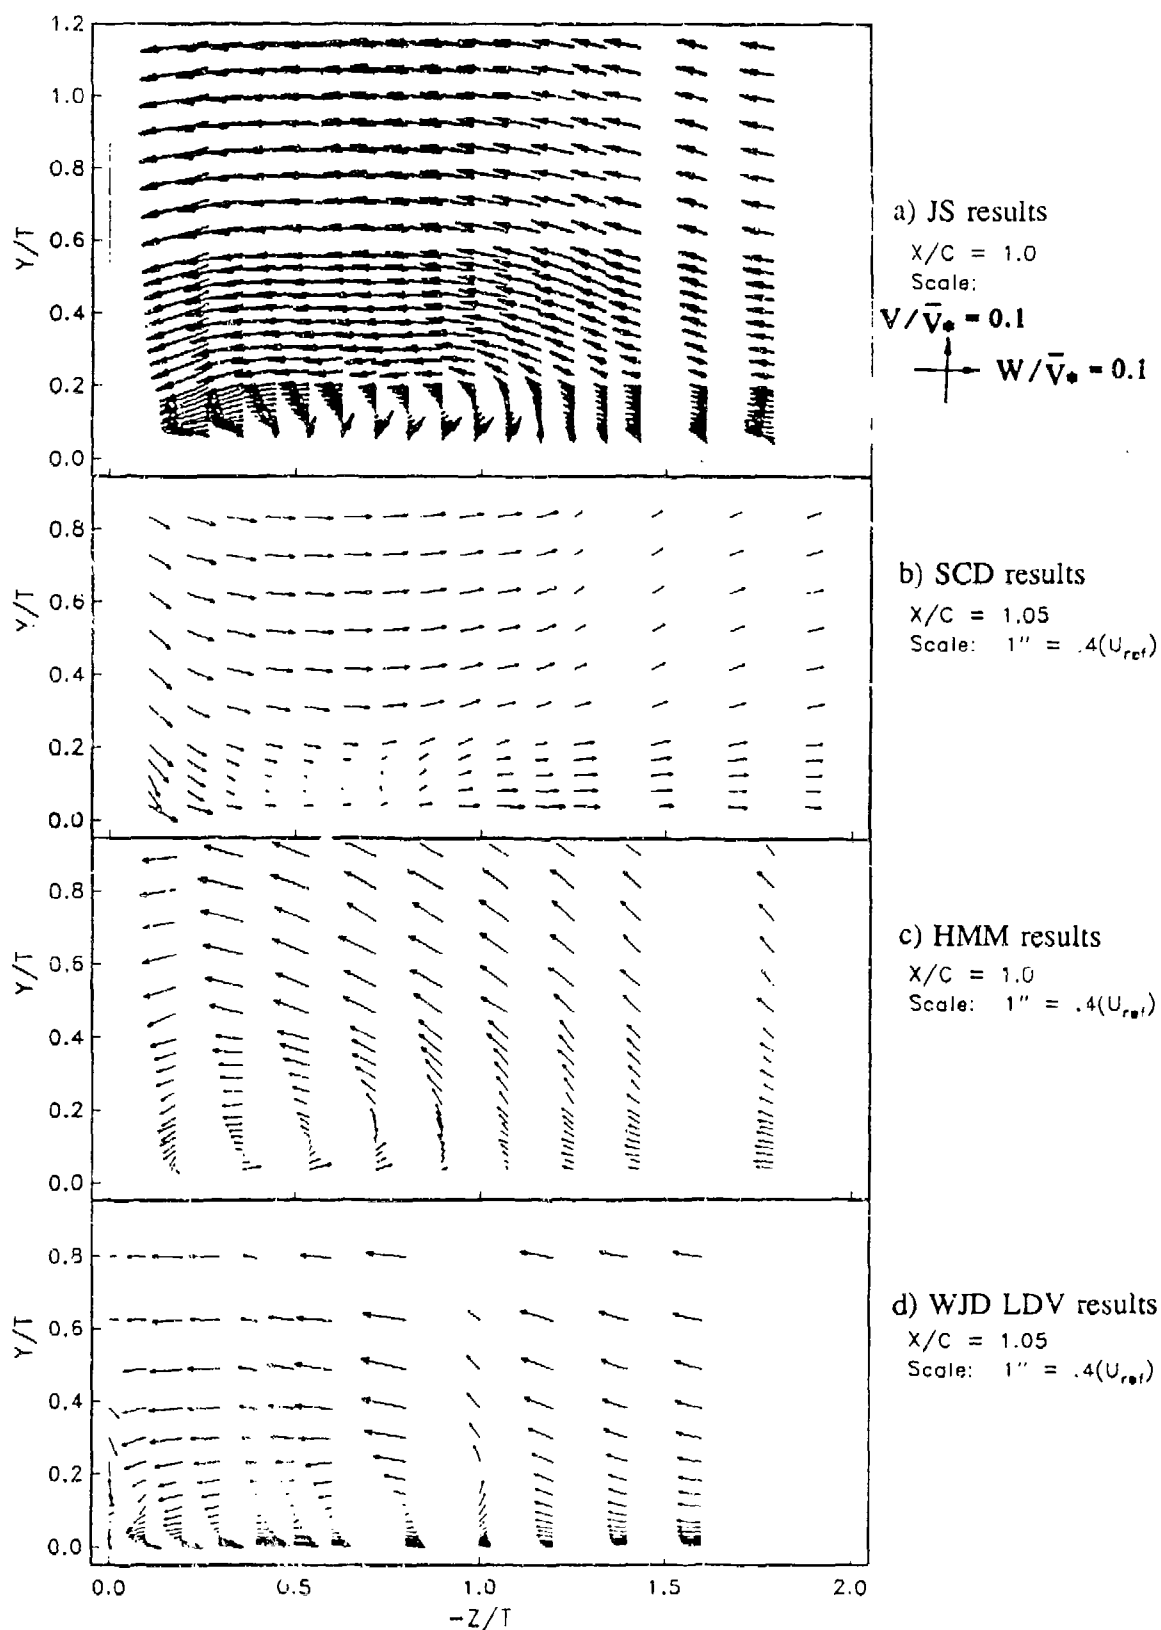 1.2
1.0
0.8
0.6
0.4
0.2
0.0
Y/T
a) JS results
X/C = 1.0
Scale:
V/V̄* = 0.1
W/V̄* = 0.1
0.8
0.6
0.4
0.2
0.0
Y/T
b) SCD results
X/C = 1.05
Scale: 1" = .4(U_ref)
0.8
0.6
0.4
0.2
0.0
Y/T
c) HMM results
X/C = 1.0
Scale: 1" = .4(U_ref)
0.8
0.6
0.4
0.2
0.0
Y/T
d) WJD LDV results
X/C = 1.05
Scale: 1" = .4(U_ref)
0.0 0.5 1.0 1.5 2.0
-Z/T